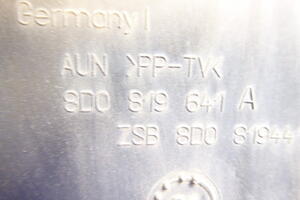 Germany
AUN >PP-TV<
8D0 819 641 A
ZSB 8D0 81944